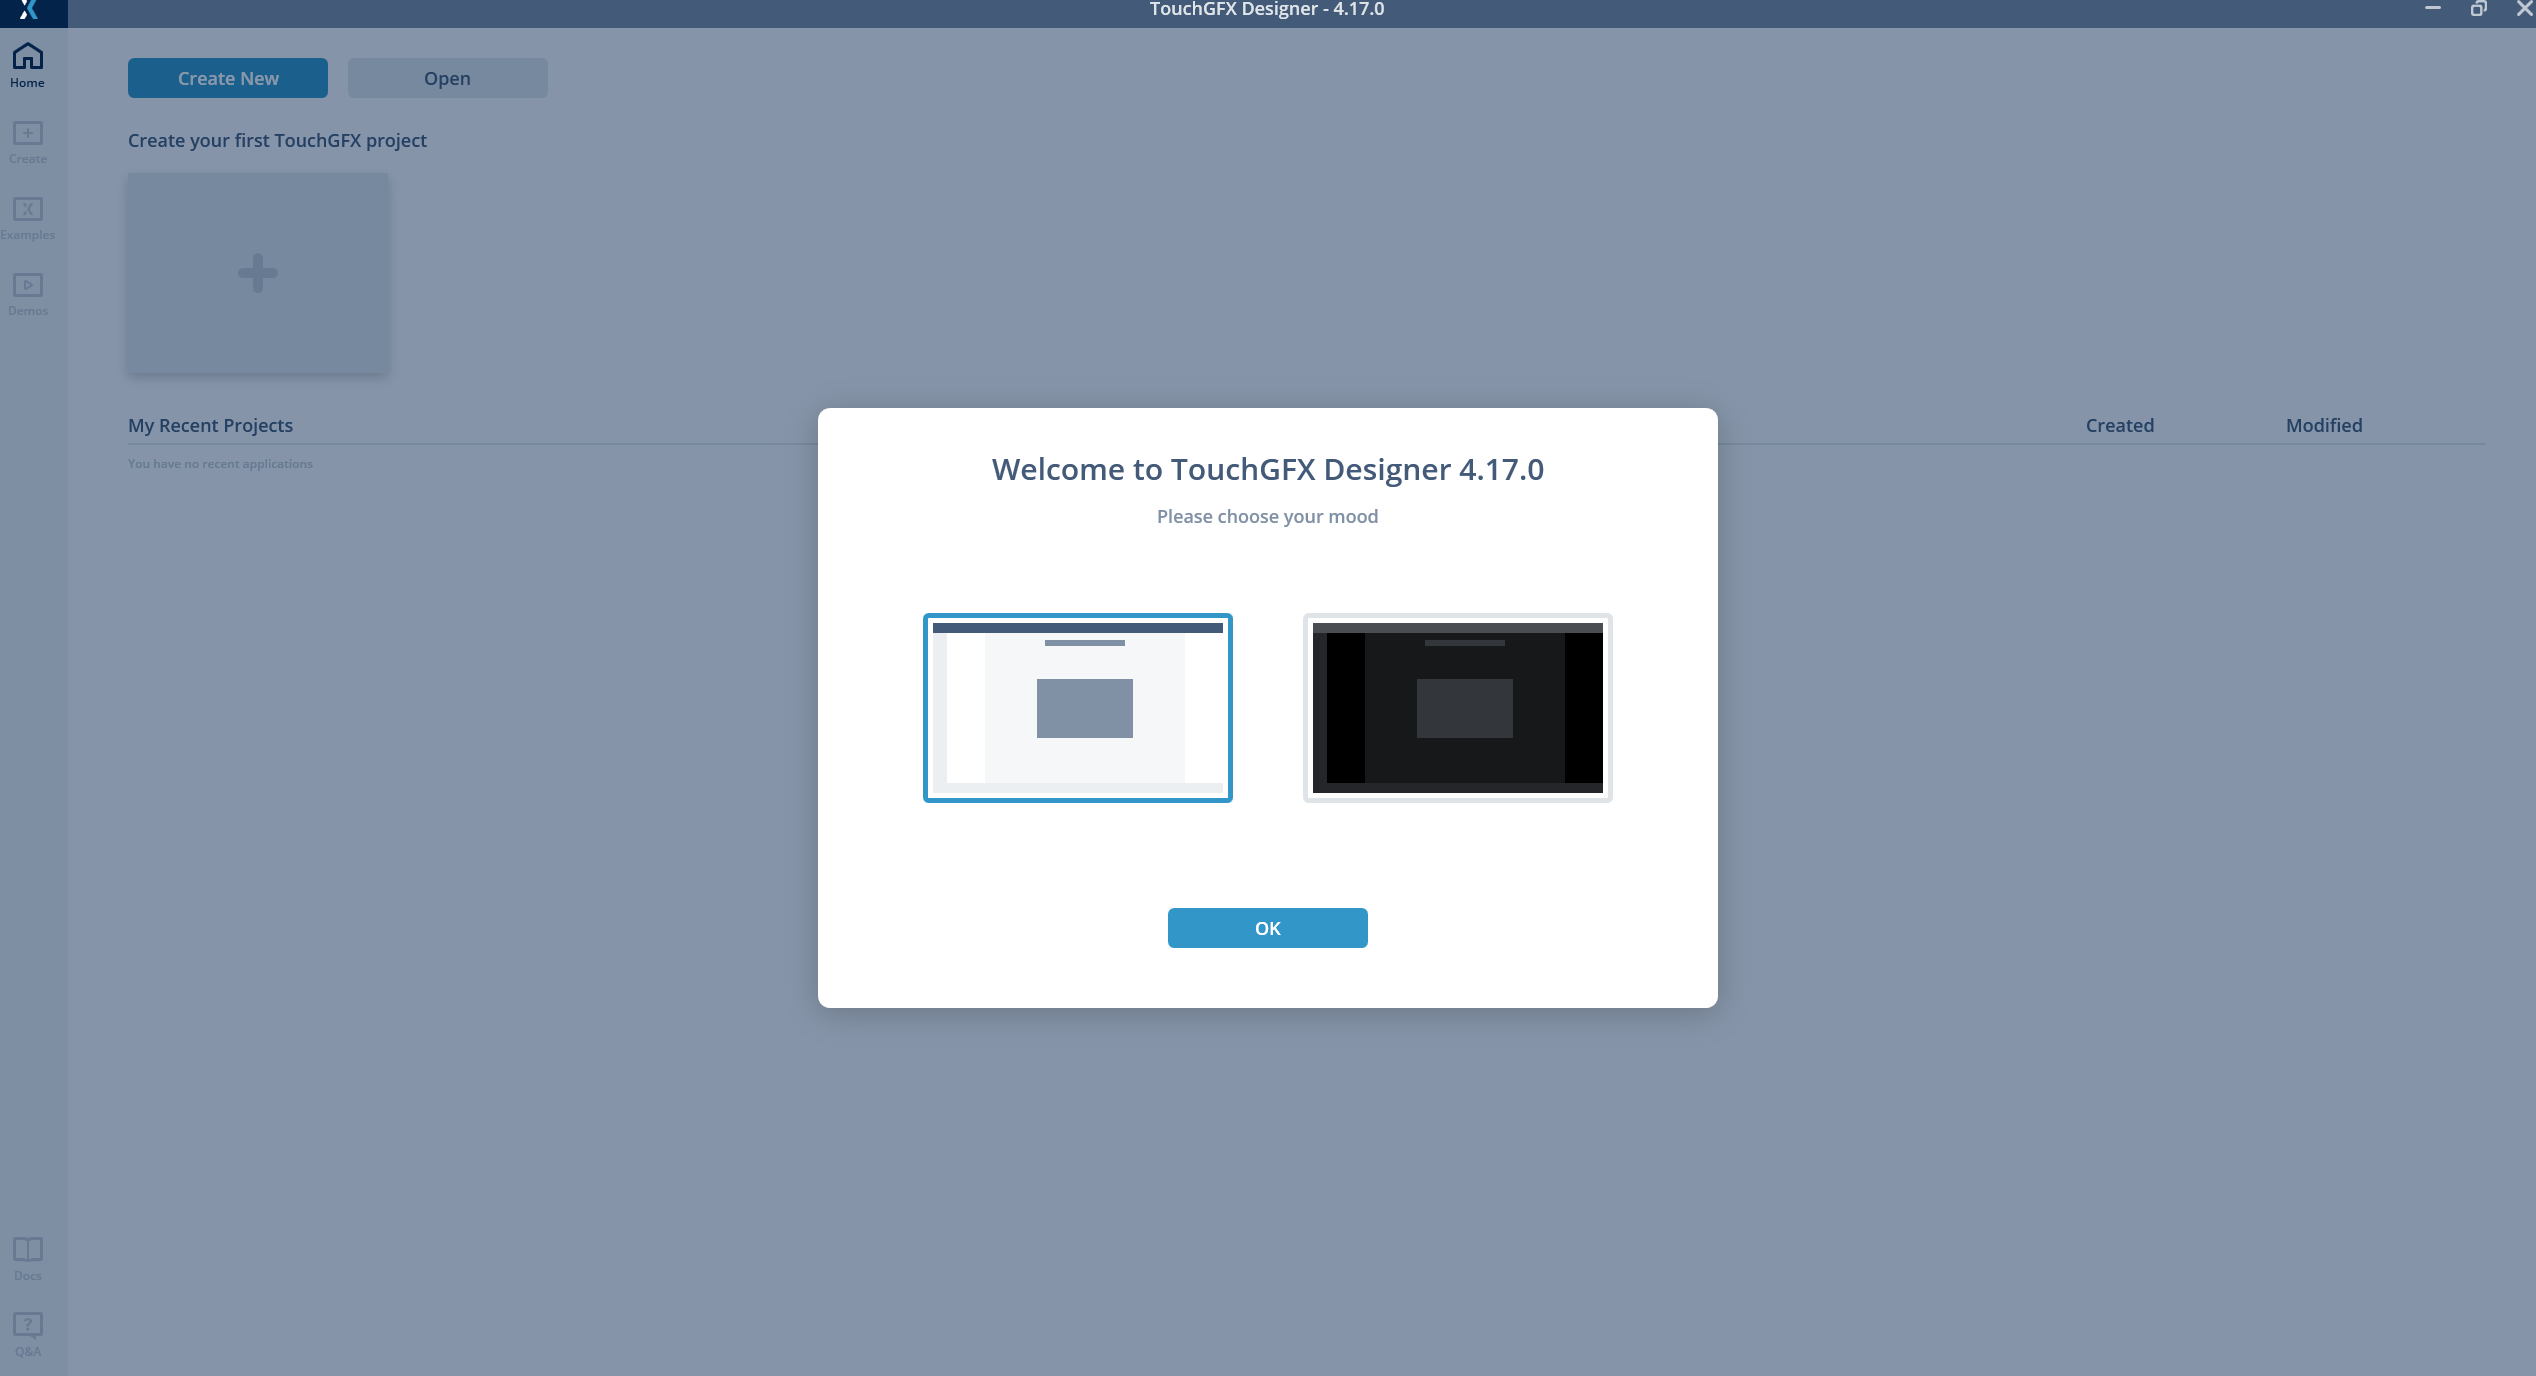 TouchGFX Designer - 4.17.0
Home
Create
Examples
Demos
Docs
Q&A
Create New
Open
Create your first TouchGFX project
My Recent Projects
Created
Modified
You have no recent applications
Welcome to TouchGFX Designer 4.17.0
Please choose your mood
OK